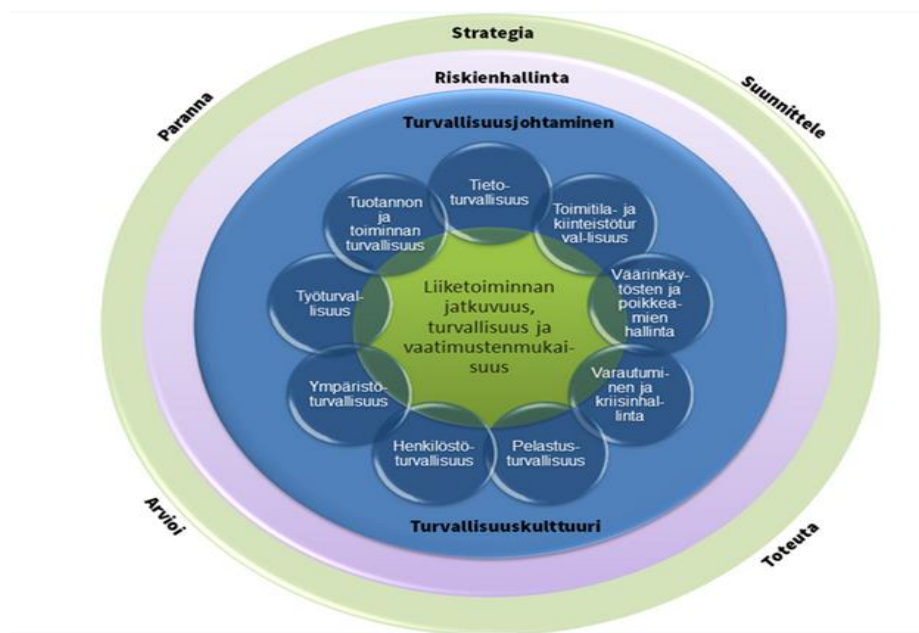 Strategia
Riskienhallinta
Turvallisuusjohtaminen
Paranna
Suunnittele
Tieto-
turvallisuus
Toimitila- ja
kiinteistötur
val-lisuus
Väärinkäy-
tösten ja
poikkea-
mien
hallinta
Varautumi-
nen ja
kriisinhal-
linta
Pelastus-
turvallisuus
Henkilöstö-
turvallisuus
Ympäristö-
turvallisuus
Työturval-
lisuus
Tuotannon
ja
toiminnan
turvallisuus
Liiketoiminnan
jatkuvuus,
turvallisuus ja
vaatimustenmukai-
suus
Turvallisuuskulttuuri
Arvioi
Toteuta